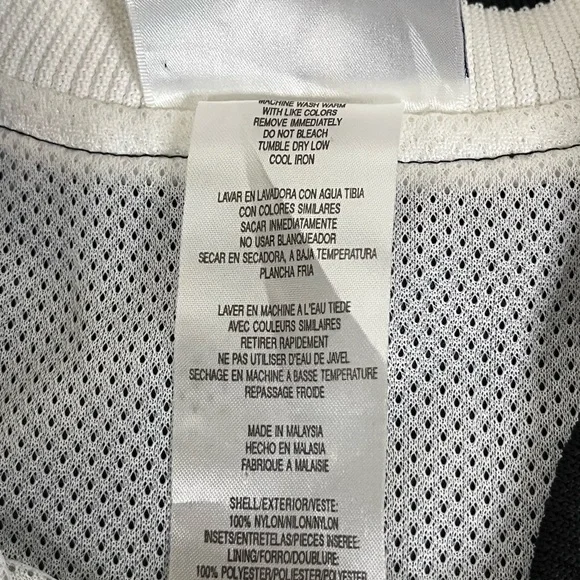 MACHINE WASH WARM
WITH LIKE COLORS
REMOVE IMMEDIATELY
DO NOT BLEACH
TUMBLE DRY LOW
COOL IRON
LAVAR EN LAVADORA CON AGUA TIBIA
CON COLORES SIMILARES
SACAR INMEDIATAMENTE
NO USAR BLANQUEADOR
SECAR EN SECADORA, A BAJA TEMPERATURA
PLANCHA FRIA
LAVER EN MACHINE A L'EAU TIEDE
AVEC COULEURS SIMILAIRES
RETIRER RAPIDEMENT
NE PAS UTILISER D'EAU DE JAVEL
SECHAGE EN MACHINE A BASSE TEMPERATURE
REPASSAGE FROIDE
MADE IN MALAYSIA
HECHO EN MALASIA
FABRIQUE A MALAISIE
SHELL/EXTERIOR/VESTE:
100% NYLON/NILON/NYLON
INSETS/ENTRETELAS/PIECES INSEREE:
LINING/FORRO/DOUBLURE:
100% POLYESTER/POLIESTER/POLYESTER